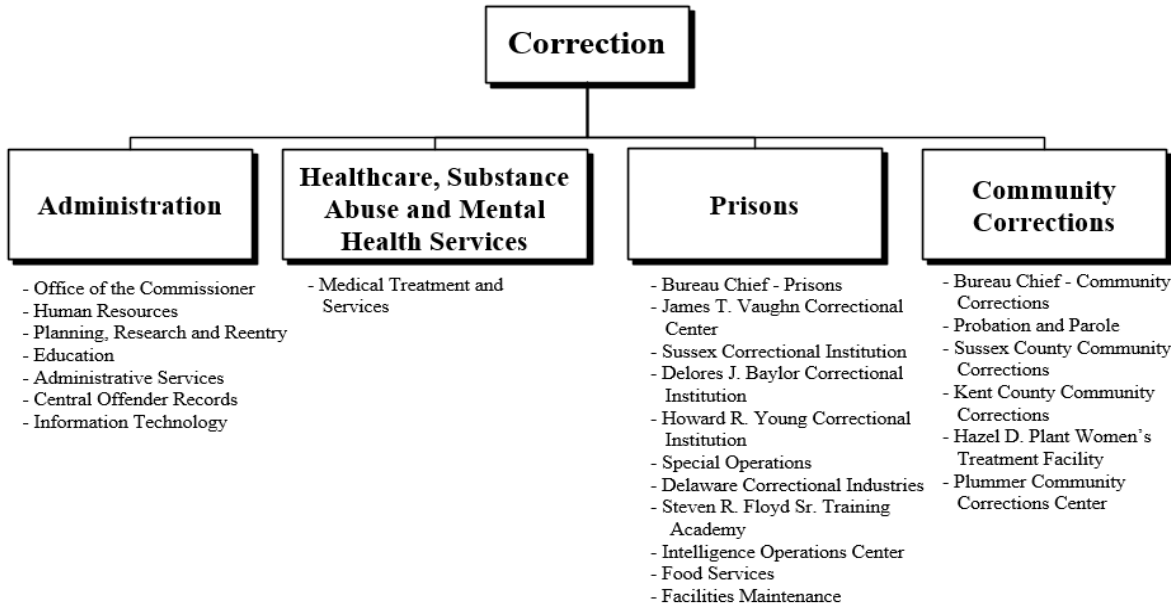 Correction
Administration
- Office of the Commissioner
- Human Resources
- Planning, Research and Reentry
- Education
- Administrative Services
- Central Offender Records
- Information Technology
Healthcare, Substance
Abuse and Mental
Health Services
- Medical Treatment and
Services
Prisons
- Bureau Chief - Prisons
- James T. Vaughn Correctional
Center
- Sussex Correctional Institution
- Delores J. Baylor Correctional
Institution
- Howard R. Young Correctional
Institution
- Special Operations
- Delaware Correctional Industries
- Steven R. Floyd Sr. Training
Academy
- Intelligence Operations Center
- Food Services
- Facilities Maintenance
Community
Corrections
- Bureau Chief - Community
Corrections
- Probation and Parole
- Sussex County Community
Corrections
- Kent County Community
Corrections
- Hazel D. Plant Women’s
Treatment Facility
- Plummer Community
Corrections Center